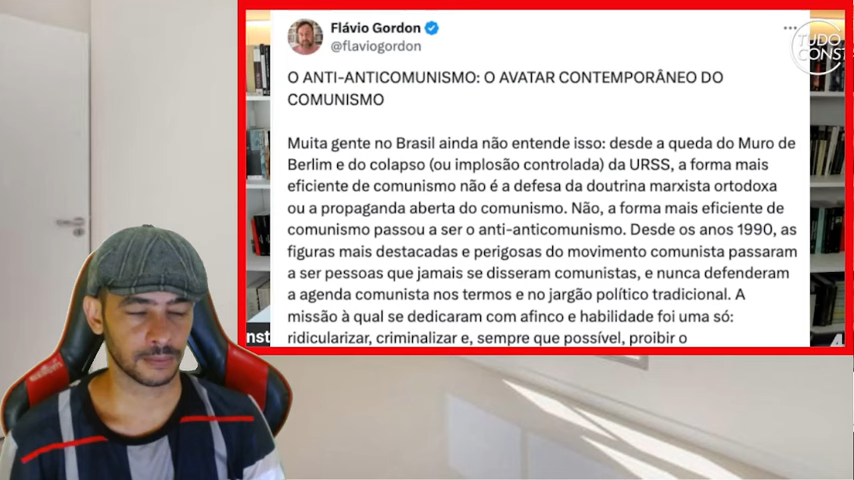 Flávio Gordon
@flaviogordon
TUDO
CONST
O ANTI-ANTICOMUNISMO: O AVATAR CONTEMPORÂNEO DO
COMUNISMO
Muita gente no Brasil ainda não entende isso: desde a queda do Muro de
Berlim e do colapso (ou implosão controlada) da URSS, a forma mais
eficiente de comunismo não é a defesa da doutrina marxista ortodoxa
ou a propaganda aberta do comunismo. Não, a forma mais eficiente de
comunismo passou a ser o anti-anticomunismo. Desde os anos 1990, as
figuras mais destacadas e perigosas do movimento comunista passaram
a ser pessoas que jamais se disseram comunistas, e nunca defenderam
a agenda comunista nos termos e no jargão político tradicional. A
missão à qual se dedicaram com afinco e habilidade foi uma só:
ridicularizar, criminalizar e, sempre que possível, proibir o
nst